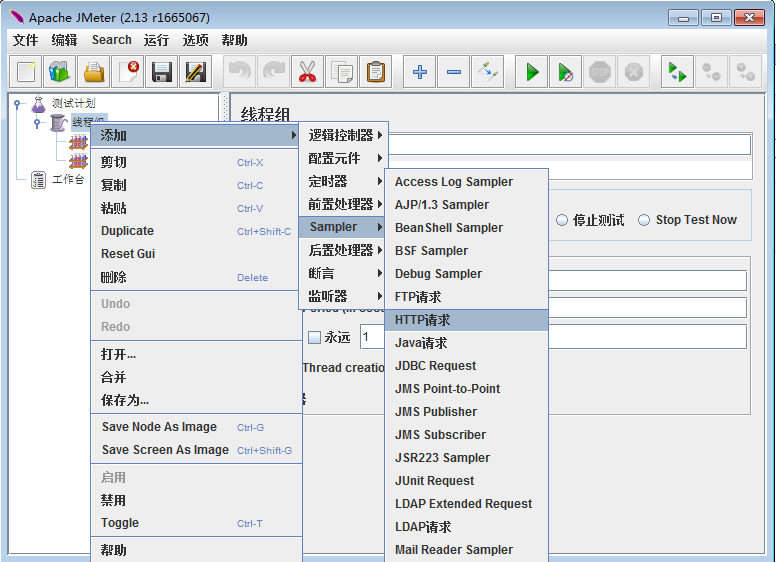 Apache JMeter (2.13 r1665067)
文件 编辑 Search 运行 选项 帮助
STOP
测试计划
线程组
工作台
线程组
添加
剪切 Ctrl-X
复制 Ctrl-C
粘贴 Ctrl-V
Duplicate Ctrl+Shift-C
Reset Gui
删除 Delete
Undo
Redo
打开...
合并
保存为...
Save Node As Image Ctrl-G
Save Screen As Image Ctrl+Shift-G
启用
禁用
Toggle Ctrl-T
帮助
逻辑控制器
配置元件
定时器
前置处理器
Sampler
后置处理器
断言
监听器
Access Log Sampler
AJP/1.3 Sampler
BeanShell Sampler
BSF Sampler
Debug Sampler
FTP请求
HTTP请求
Java请求
JDBC Request
JMS Point-to-Point
JMS Publisher
JMS Subscriber
JSR223 Sampler
JUnit Request
LDAP Extended Request
LDAP请求
Mail Reader Sampler
停止测试 Stop Test Now
永远 1
Thread creatio